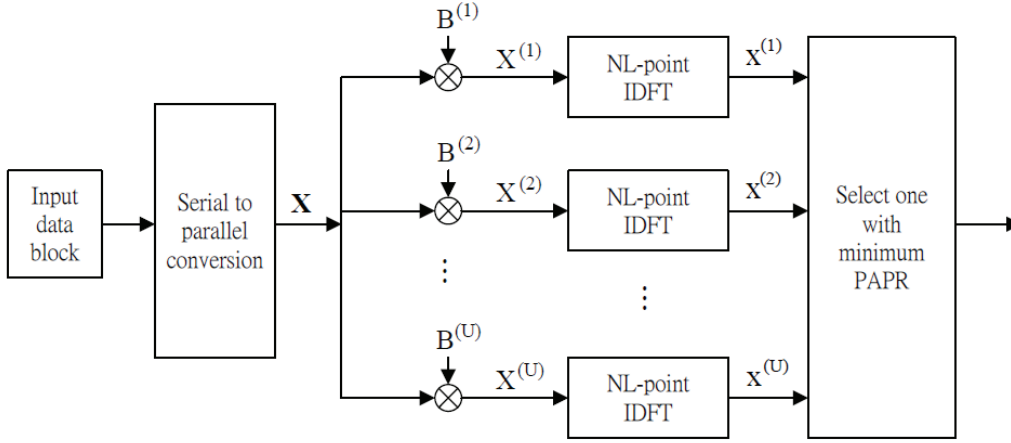 B^(1)
X^(1)
NL-point
IDFT
x^(1)
B^(2)
X^(2)
NL-point
IDFT
x^(2)
Input
data
block
Serial to
parallel
conversion
X
⋮
⋮
B^(U)
X^(U)
NL-point
IDFT
x^(U)
Select one
with
minimum
PAPR